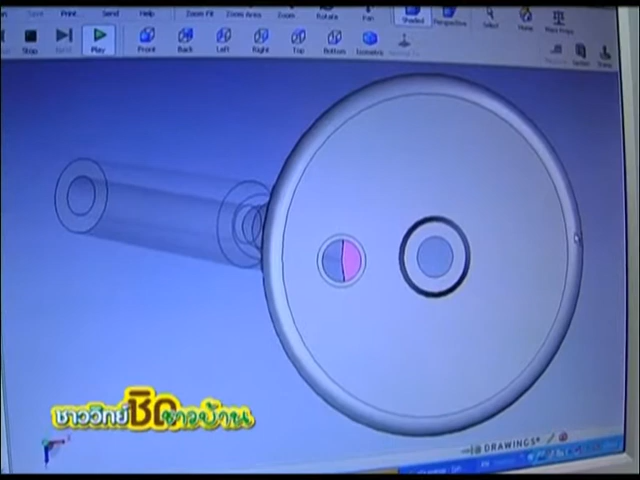 Save Print... Send Help Zoom Fit Zoom Area Zoom Rotate Pan Shaded Perspective Select Home
Stop Play Front Back Left Right Top Bottom Isometric
ชาววิทย์ชิดชาวบ้าน
eDRAWINGS